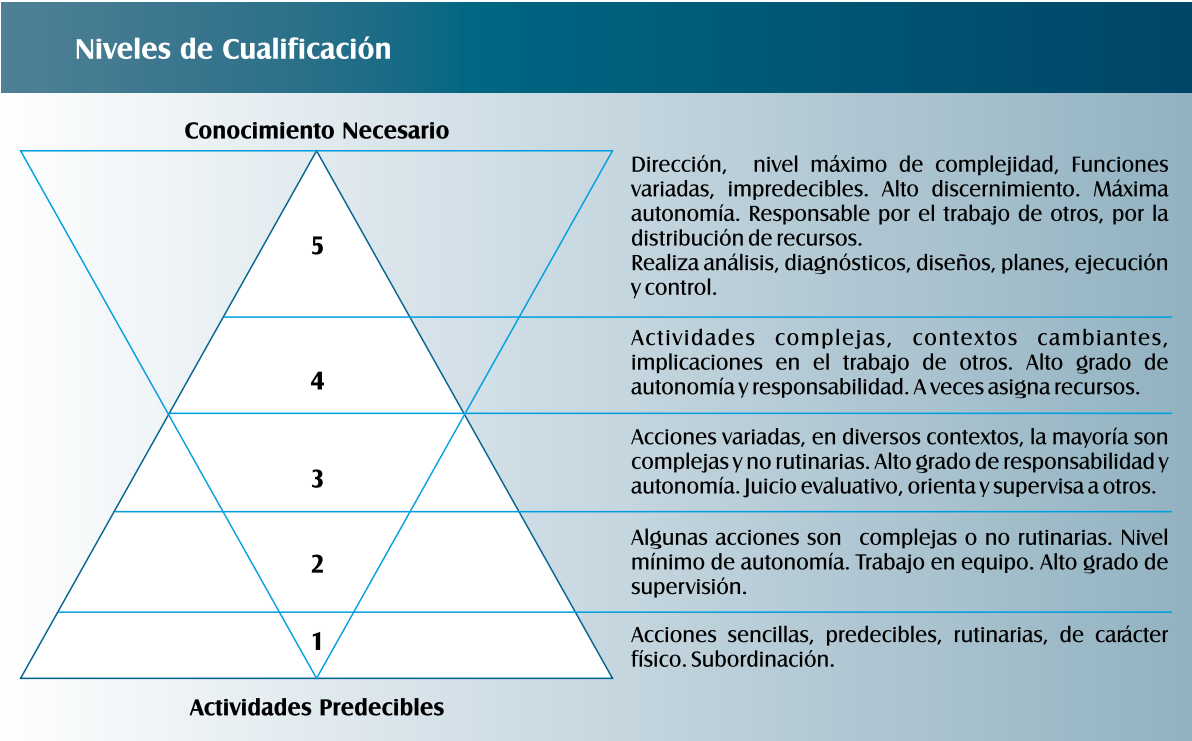 Niveles de Cualificación
Conocimiento Necesario
5
Dirección, nivel máximo de complejidad, Funciones
variadas, impredecibles. Alto discernimiento. Máxima
autonomía. Responsable por el trabajo de otros, por la
distribución de recursos.
Realiza análisis, diagnósticos, diseños, planes, ejecución
y control.
4
Actividades complejas, contextos cambiantes,
implicaciones en el trabajo de otros. Alto grado de
autonomía y responsabilidad. A veces asigna recursos.
3
Acciones variadas, en diversos contextos, la mayoría son
complejas y no rutinarias. Alto grado de responsabilidad y
autonomía. Juicio evaluativo, orienta y supervisa a otros.
2
Algunas acciones son complejas o no rutinarias. Nivel
mínimo de autonomía. Trabajo en equipo. Alto grado de
supervisión.
1
Acciones sencillas, predecibles, rutinarias, de carácter
físico. Subordinación.
Actividades Predecibles